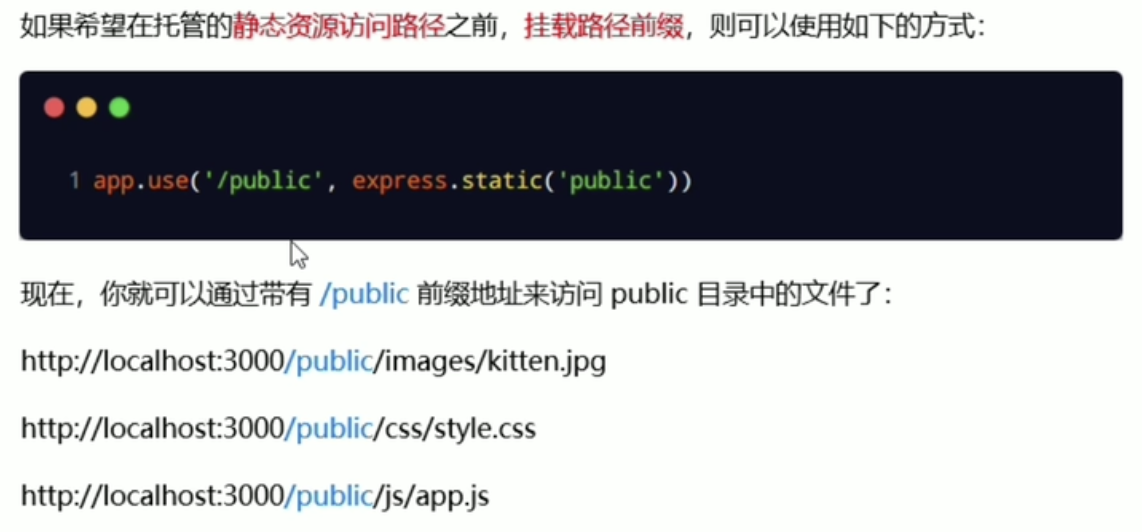 如果希望在托管的静态资源访问路径之前，挂载路径前缀，则可以使用如下的方式：
1 app.use('/public', express.static('public'))
现在，你就可以通过带有 /public 前缀地址来访问 public 目录中的文件了：
http://localhost:3000/public/images/kitten.jpg
http://localhost:3000/public/css/style.css
http://localhost:3000/public/js/app.js